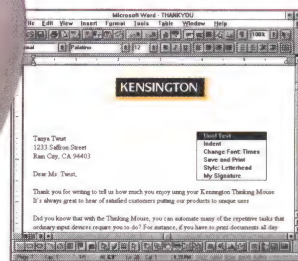 Microsoft Word - THANKYOU
File Edit View Insert Format Tools Table Window Help
100%
Palatino 12
KENSINGTON
Tanya Twist
1233 Saffron Street
Ram City, CA 94403
Indent
Change Font: Times
Save and Print
Style: Letterhead
My Signature
Dear Ms Twist,
Thank you for writing to tell us how much you enjoy using your Kensington Thinking Mouse
It's always great to hear of satisfied customers putting our products to unique uses
Did you know that with the Thinking Mouse, you can automate many of the repetitive tasks that
ordinary input devices require you to do? For instance, if you have to print documents all day